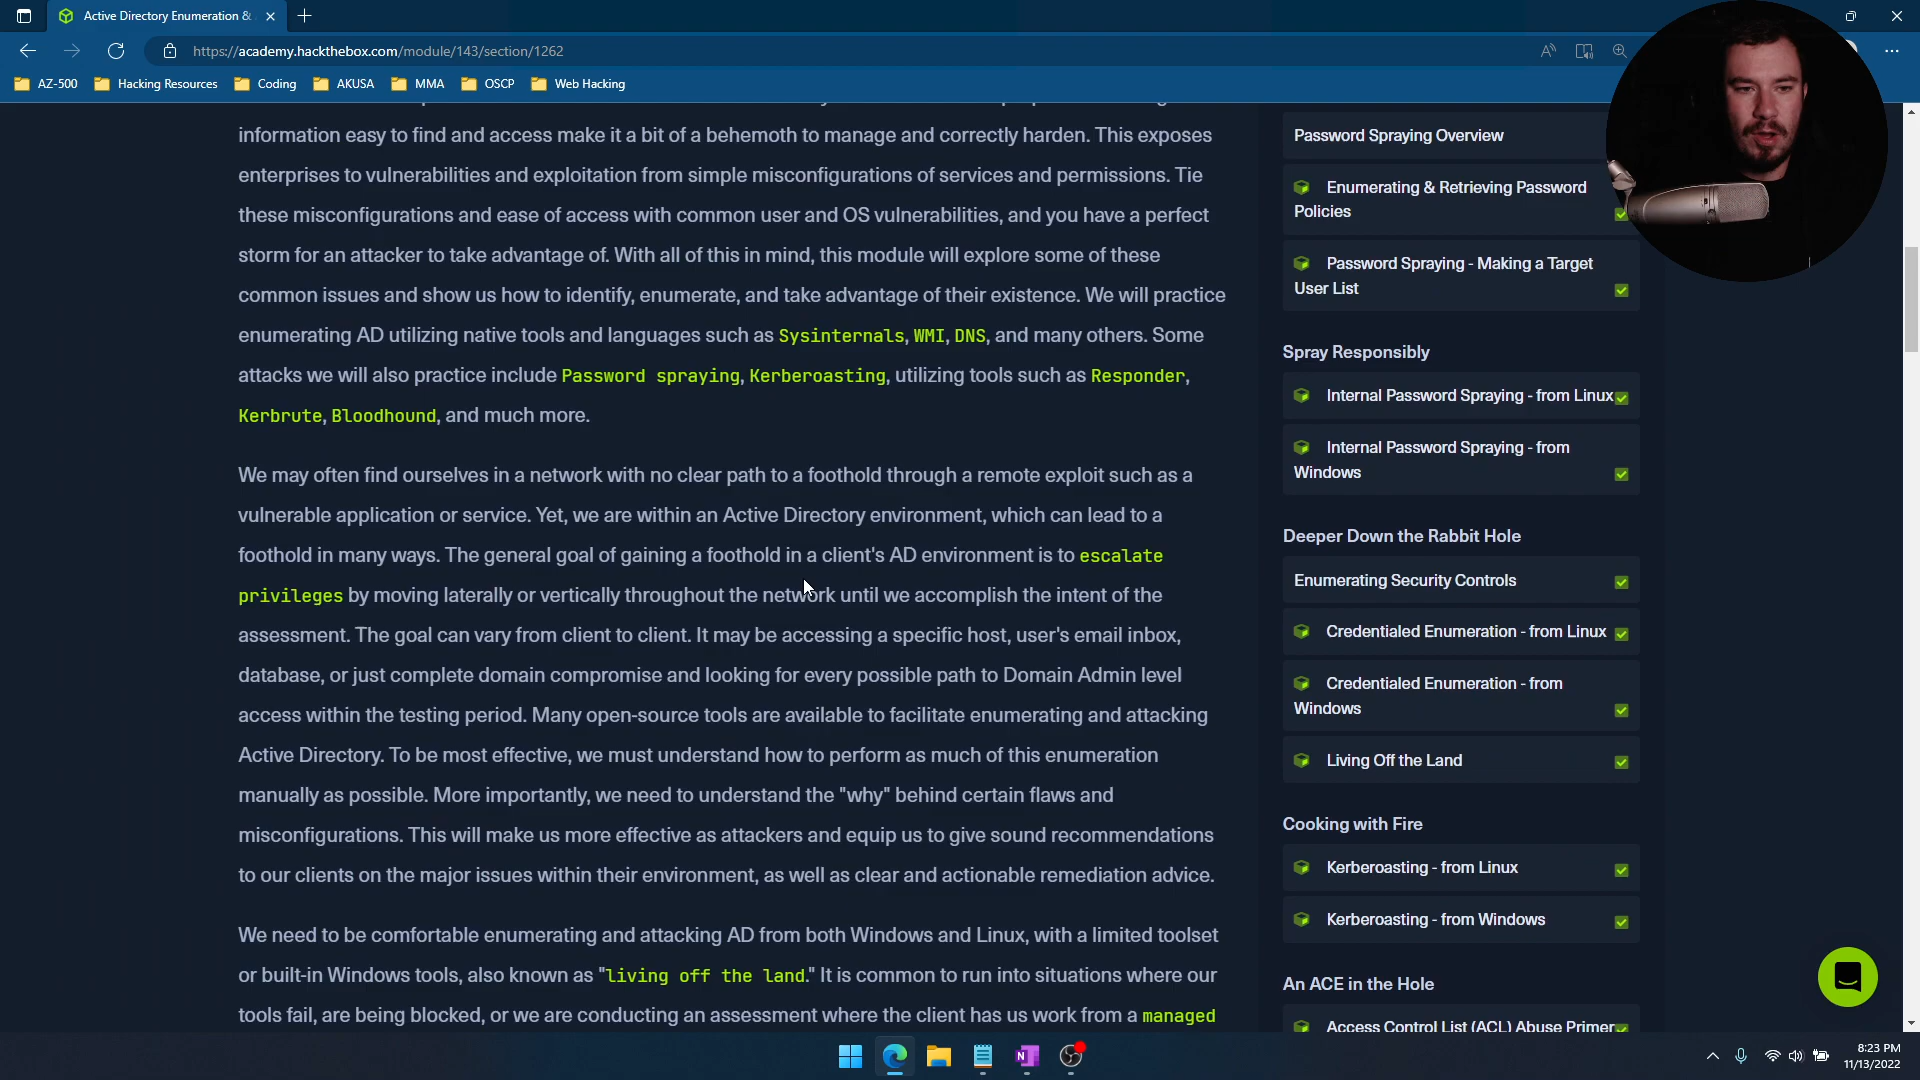 Active Directory Enumeration &
https://academy.hackthebox.com/module/143/section/1262
AZ-500
Hacking Resources
Coding
AKUSA
MMA
OSCP
Web Hacking
information easy to find and access make it a bit of a behemoth to manage and correctly harden. This exposes
enterprises to vulnerabilities and exploitation from simple misconfigurations of services and permissions. Tie
these misconfigurations and ease of access with common user and OS vulnerabilities, and you have a perfect
storm for an attacker to take advantage of. With all of this in mind, this module will explore some of these
common issues and show us how to identify, enumerate, and take advantage of their existence. We will practice
enumerating AD utilizing native tools and languages such as Sysinternals, WMI, DNS, and many others. Some
attacks we will also practice include Password spraying, Kerberoasting, utilizing tools such as Responder,
Kerbrute, Bloodhound, and much more.
We may often find ourselves in a network with no clear path to a foothold through a remote exploit such as a
vulnerable application or service. Yet, we are within an Active Directory environment, which can lead to a
foothold in many ways. The general goal of gaining a foothold in a client's AD environment is to escalate
privileges by moving laterally or vertically throughout the network until we accomplish the intent of the
assessment. The goal can vary from client to client. It may be accessing a specific host, user's email inbox,
database, or just complete domain compromise and looking for every possible path to Domain Admin level
access within the testing period. Many open-source tools are available to facilitate enumerating and attacking
Active Directory. To be most effective, we must understand how to perform as much of this enumeration
manually as possible. More importantly, we need to understand the "why" behind certain flaws and
misconfigurations. This will make us more effective as attackers and equip us to give sound recommendations
to our clients on the major issues within their environment, as well as clear and actionable remediation advice.
We need to be comfortable enumerating and attacking AD from both Windows and Linux, with a limited toolset
or built-in Windows tools, also known as "living off the land." It is common to run into situations where our
tools fail, are being blocked, or we are conducting an assessment where the client has us work from a managed
Password Spraying Overview
Enumerating & Retrieving Password
Policies
Password Spraying - Making a Target
User List
Spray Responsibly
Internal Password Spraying - from Linux
Internal Password Spraying - from
Windows
Deeper Down the Rabbit Hole
Enumerating Security Controls
Credentialed Enumeration - from Linux
Credentialed Enumeration - from
Windows
Living Off the Land
Cooking with Fire
Kerberoasting - from Linux
Kerberoasting - from Windows
An ACE in the Hole
Access Control List (ACL) Abuse Primer
8:23 PM
11/13/2022